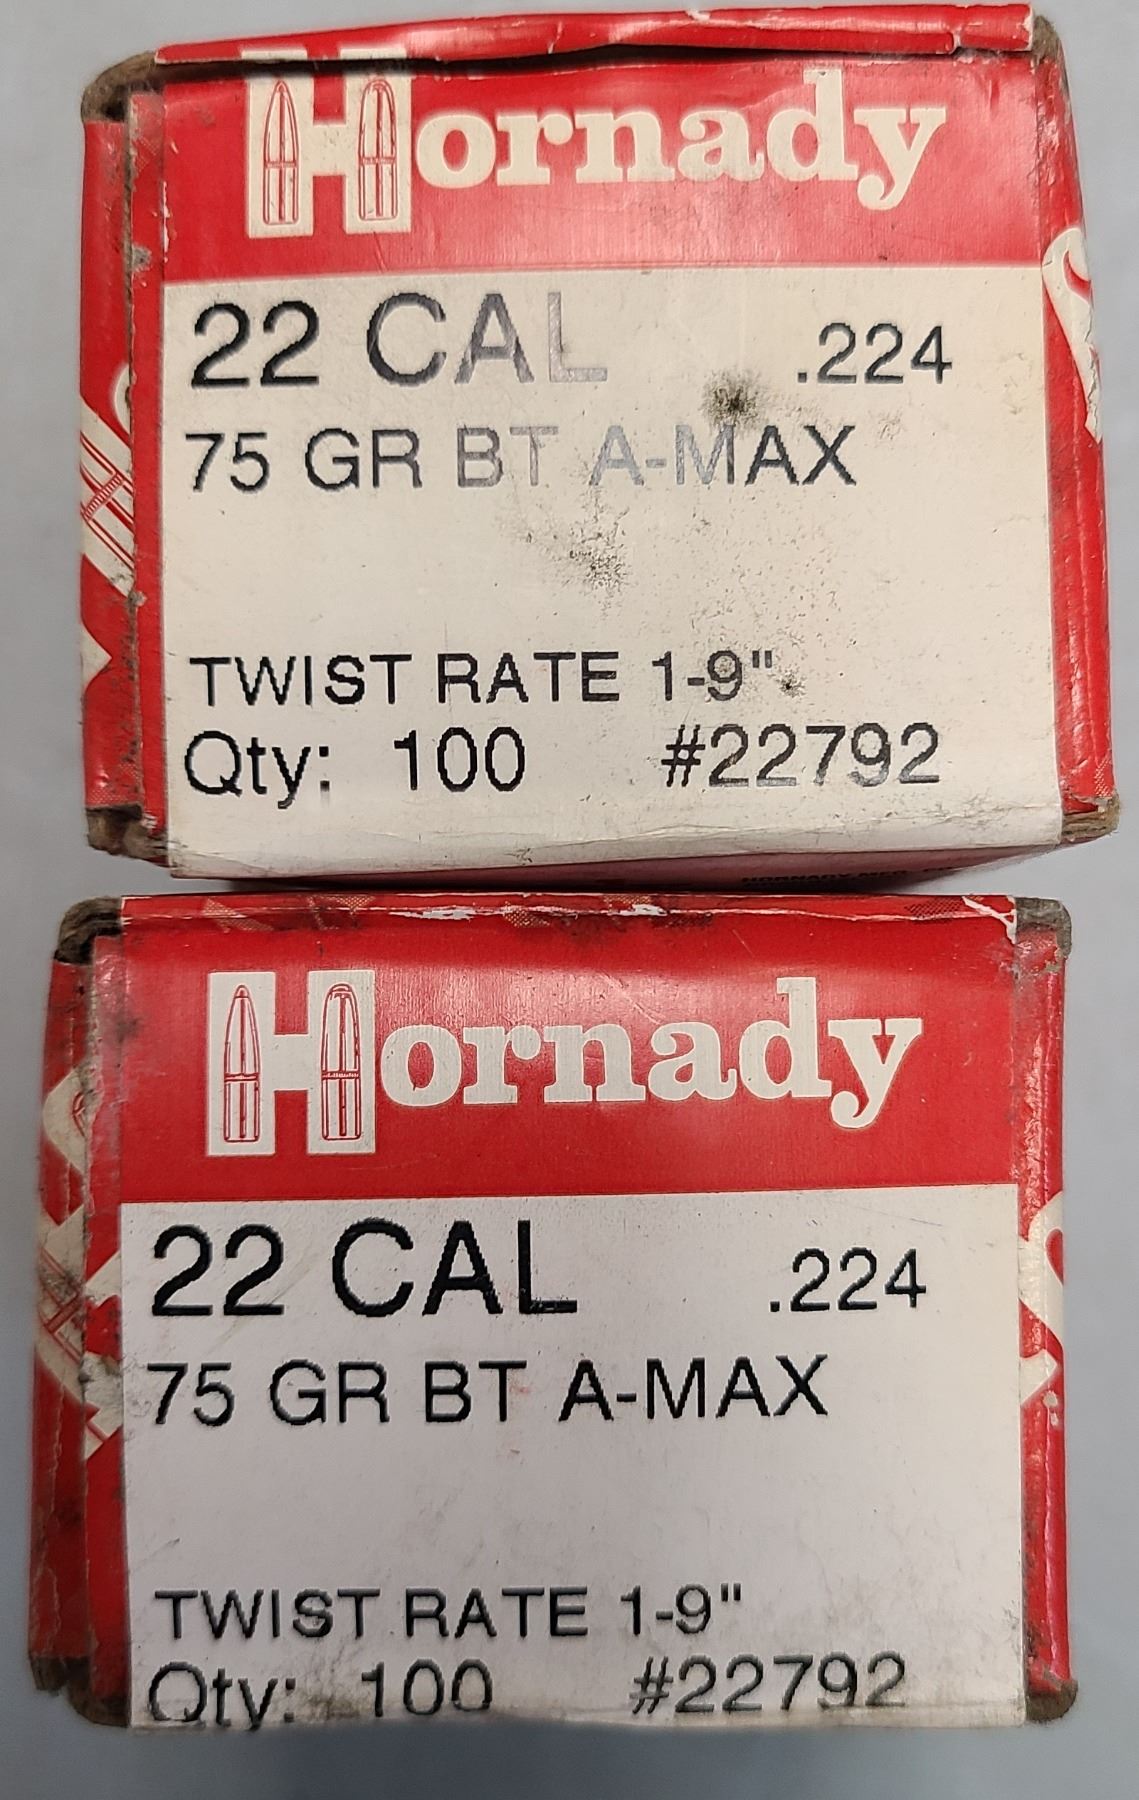 Hornady
22 CAL .224
75 GR BT A-MAX
TWIST RATE 1-9"
Qty: 100 #22792
Hornady
22 CAL .224
75 GR BT A-MAX
TWIST RATE 1-9"
Qty: 100 #22792